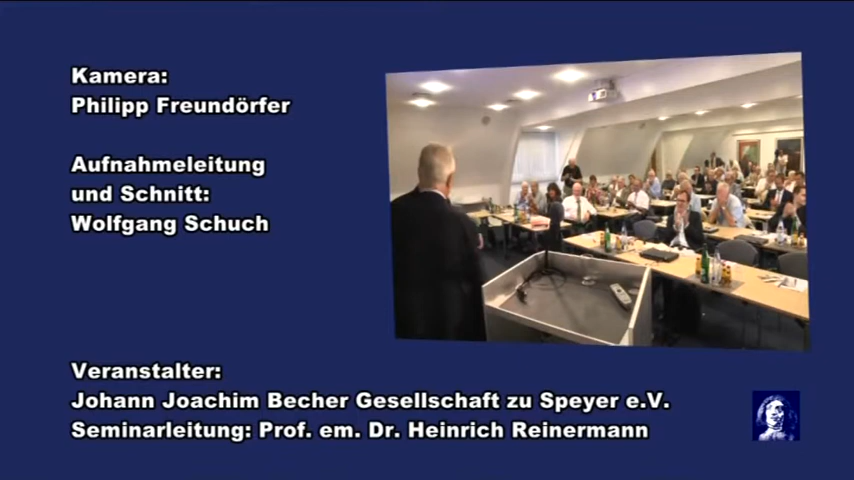 Kamera:
Philipp Freundörfer
Aufnahmeleitung
und Schnitt:
Wolfgang Schuch
Veranstalter:
Johann Joachim Becher Gesellschaft zu Speyer e.V.
Seminarleitung: Prof. em. Dr. Heinrich Reinermann